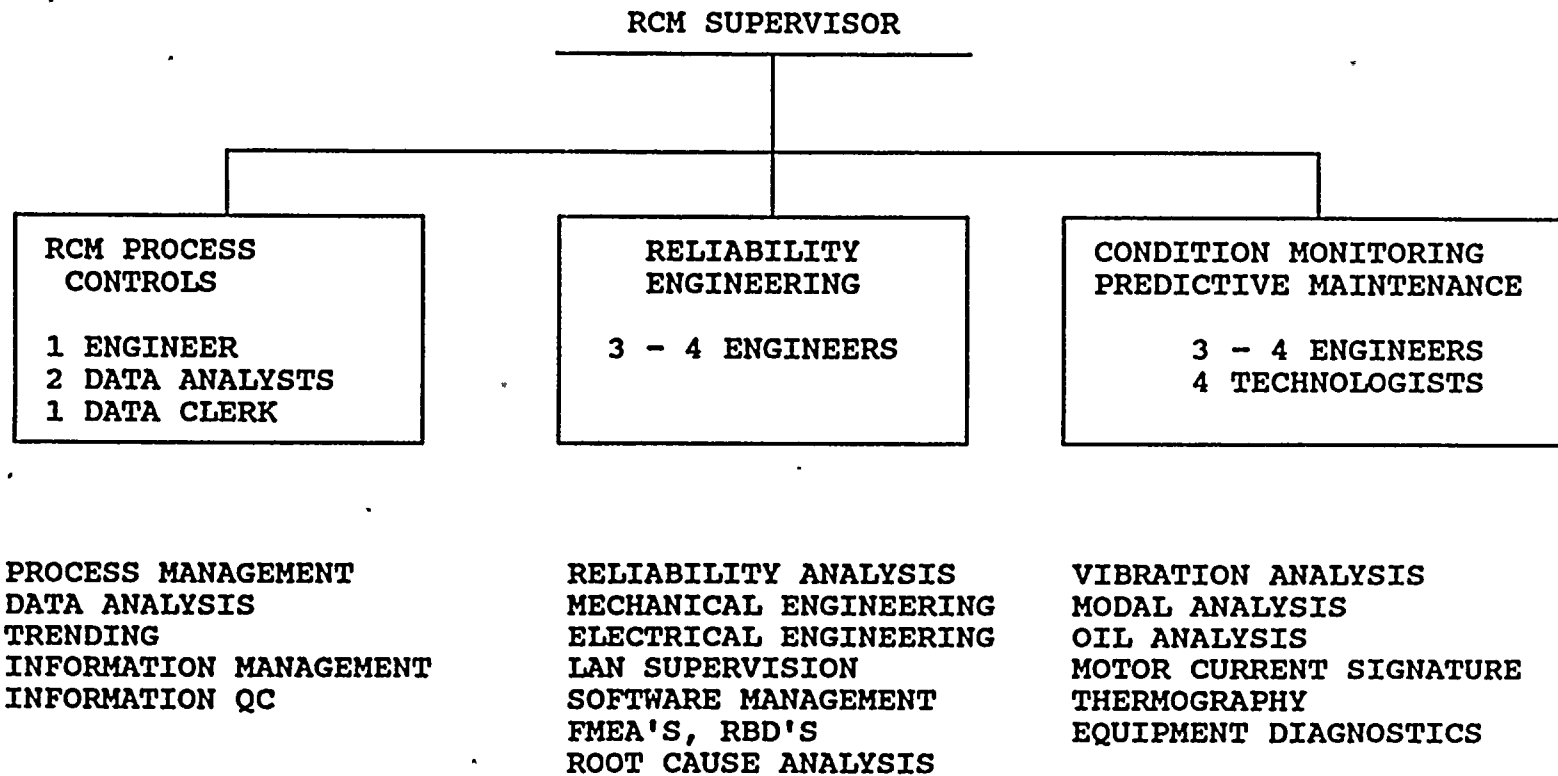 RCM SUPERVISOR
RCM PROCESS
CONTROLS
1 ENGINEER
2 DATA ANALYSTS
1 DATA CLERK
RELIABILITY
ENGINEERING
3 - 4 ENGINEERS
CONDITION MONITORING
PREDICTIVE MAINTENANCE
3 - 4 ENGINEERS
4 TECHNOLOGISTS
PROCESS MANAGEMENT
DATA ANALYSIS
TRENDING
INFORMATION MANAGEMENT
INFORMATION QC
RELIABILITY ANALYSIS
MECHANICAL ENGINEERING
ELECTRICAL ENGINEERING
LAN SUPERVISION
SOFTWARE MANAGEMENT
FMEA'S, RBD'S
ROOT CAUSE ANALYSIS
VIBRATION ANALYSIS
MODAL ANALYSIS
OIL ANALYSIS
MOTOR CURRENT SIGNATURE
THERMOGRAPHY
EQUIPMENT DIAGNOSTICS